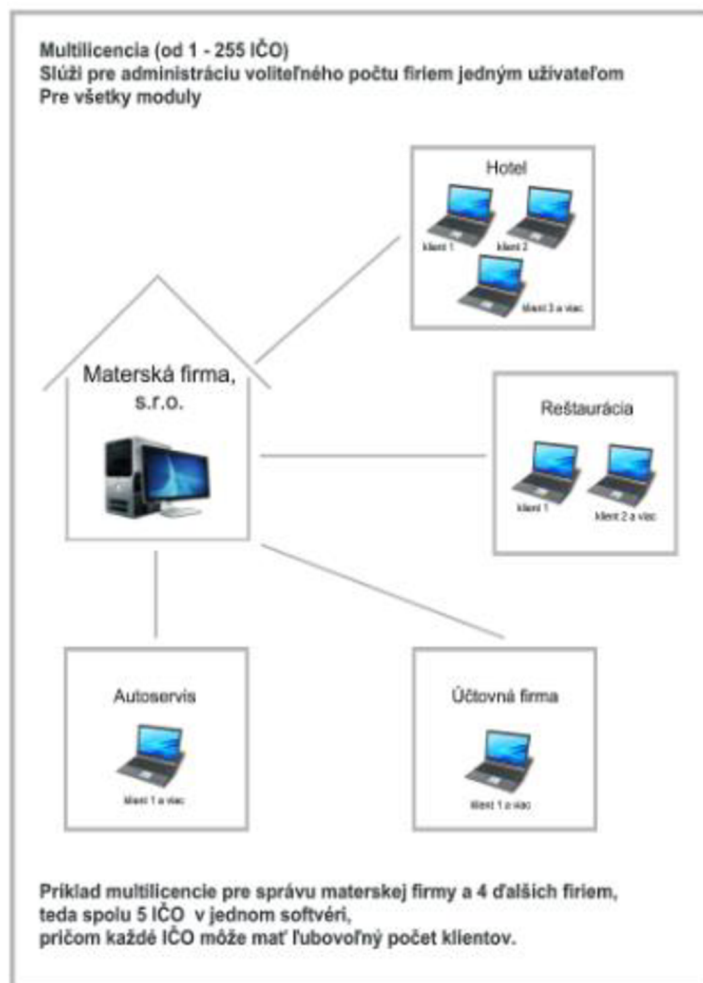 Multilicencia (od 1 - 255 IČO)
Slúži pre administráciu voliteľného počtu firiem jedným užívateľom
Pre všetky moduly
Hotel
klient 1
klient 2
klient 3 a viac
Materská firma,
s.r.o.
Reštaurácia
klient 1
klient 2 a viac
Autoservis
klient 1 a viac
Účtovná firma
klient 1 a viac
Príklad multilicencie pre správu materskej firmy a 4 ďalších firiem,
teda spolu 5 IČO v jednom softvéri,
pričom každé IČO môže mať ľubovoľný počet klientov.